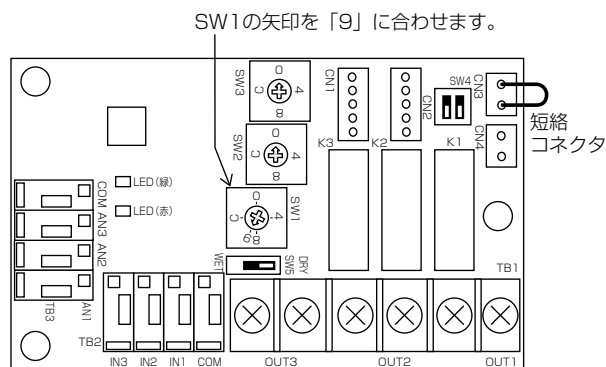 SW1の矢印を「9」に合わせます。
SW3
0
4
8
C
CN1
CN2
SW4
CN3
短絡
コネクタ
CN4
SW2
0
4
8
C
K3
K2
K1
LED(緑)
LED(赤)
SW1
0
4
8
9
C
COM
AN3
AN2
AN1
TB3
WET
DRY
SW5
TB1
TB2
IN3
IN2
IN1
COM
OUT3
OUT2
OUT1